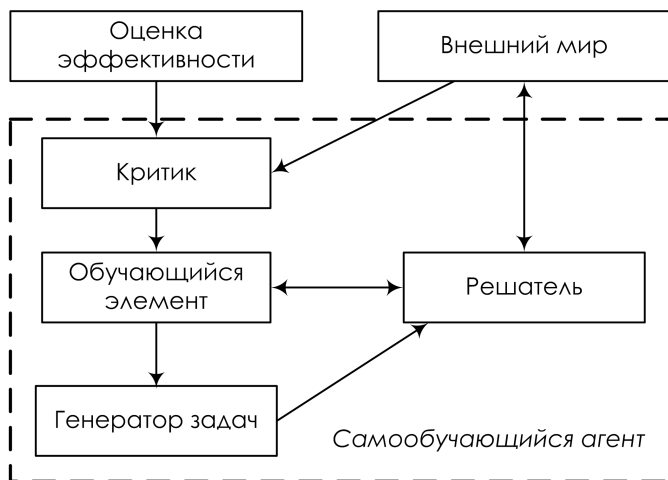 Оценка
эффективности
Внешний мир
Критик
Обучающийся
элемент
Решатель
Генератор задач
Самообучающийся агент